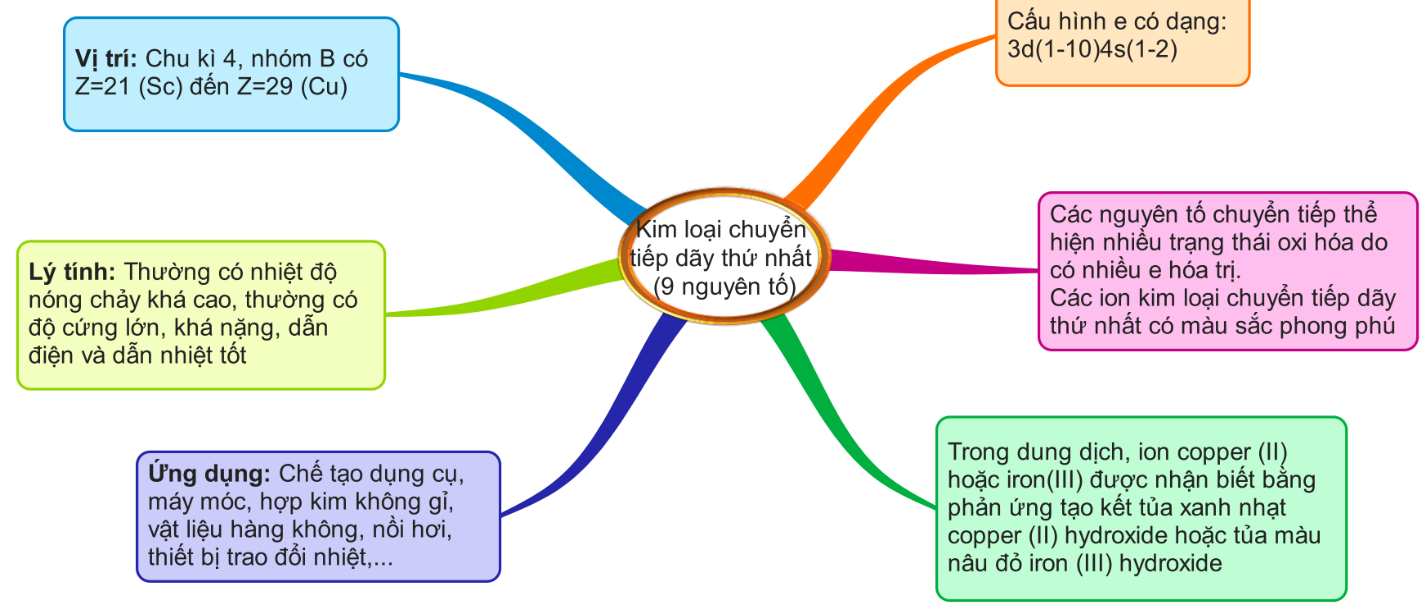 Kim loại chuyển
tiếp dãy thứ nhất
(9 nguyên tố)
Vị trí: Chu kì 4, nhóm B có
Z=21 (Sc) đến Z=29 (Cu)
Cấu hình e có dạng:
3d(1-10)4s(1-2)
Lý tính: Thường có nhiệt độ
nóng chảy khá cao, thường có
độ cứng lớn, khá nặng, dẫn
điện và dẫn nhiệt tốt
Các nguyên tố chuyển tiếp thể
hiện nhiều trạng thái oxi hóa do
có nhiều e hóa trị.
Các ion kim loại chuyển tiếp dãy
thứ nhất có màu sắc phong phú
Ứng dụng: Chế tạo dụng cụ,
máy móc, hợp kim không gỉ,
vật liệu hàng không, nồi hơi,
thiết bị trao đổi nhiệt,...
Trong dung dịch, ion copper (II)
hoặc iron(III) được nhận biết bằng
phản ứng tạo kết tủa xanh nhạt
copper (II) hydroxide hoặc tủa màu
nâu đỏ iron (III) hydroxide